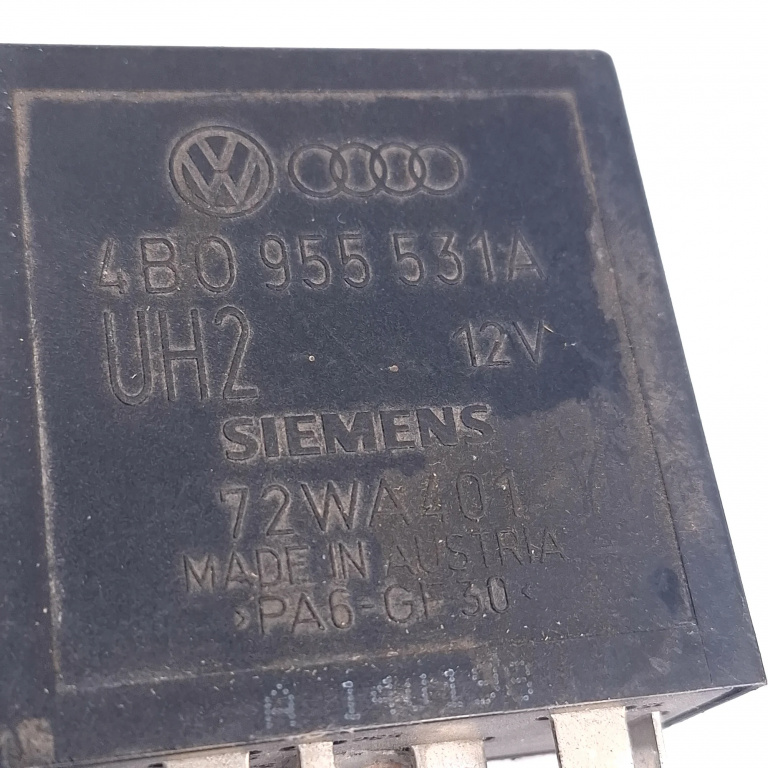 4B0 955 531A
UH2 12V
SIEMENS
72WA401 Y
MADE IN AUSTRIA
>PA6-GF30<